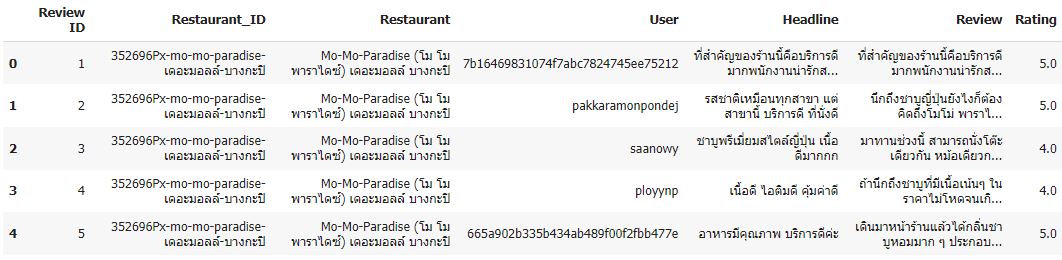 Review ID Restaurant_ID Restaurant User Headline Review Rating
0 1 352696Px-mo-mo-paradise- Mo-Mo-Paradise (โม โม 7b16469831074f7abc7824745ee75212 ที่สำคัญของร้านนี้คือบริการดี ที่สำคัญของร้านนี้คือบริการดี 5.0
เดอะมอลล์-บางกะปิ พาราไดซ์) เดอะมอลล์ บางกะปิ มากพนักงานน่ารักส... มากพนักงานน่ารักส...
1 2 352696Px-mo-mo-paradise- Mo-Mo-Paradise (โม โม pakkaramonpondej รสชาติเหมือนทุกสาขา แต่ นึกถึงชาบูญี่ปุ่นยังไงก็ต้อง 5.0
เดอะมอลล์-บางกะปิ พาราไดซ์) เดอะมอลล์ บางกะปิ สาขานี้ บริการดี ที่นั่งดี คิดถึงโมโม่ พาราไ...
2 3 352696Px-mo-mo-paradise- Mo-Mo-Paradise (โม โม saanowy ชาบูพรีเมี่ยมสไตล์ญี่ปุ่น เนื้อ มาทานช่วงนี้ สามารถนั่งโต๊ะ 4.0
เดอะมอลล์-บางกะปิ พาราไดซ์) เดอะมอลล์ บางกะปิ ดีมากกก เดียวกัน หม้อเดียวก...
3 4 352696Px-mo-mo-paradise- Mo-Mo-Paradise (โม โม ployynp เนื้อดี ไอติมดี คุ้มค่าดี ถ้านึกถึงชาบูที่มีเนื้อเน้นๆ ใน 4.0
เดอะมอลล์-บางกะปิ พาราไดซ์) เดอะมอลล์ บางกะปิ ราคาไม่โหดจนเกิ...
4 5 352696Px-mo-mo-paradise- Mo-Mo-Paradise (โม โม 665a902b335b434ab489f00f2fbb477e อาหารมีคุณภาพ บริการดีค่ะ เดินมาหน้าร้านแล้วได้กลิ่นชา 5.0
เดอะมอลล์-บางกะปิ พาราไดซ์) เดอะมอลล์ บางกะปิ บูหอมมาก ๆ ประกอบ...